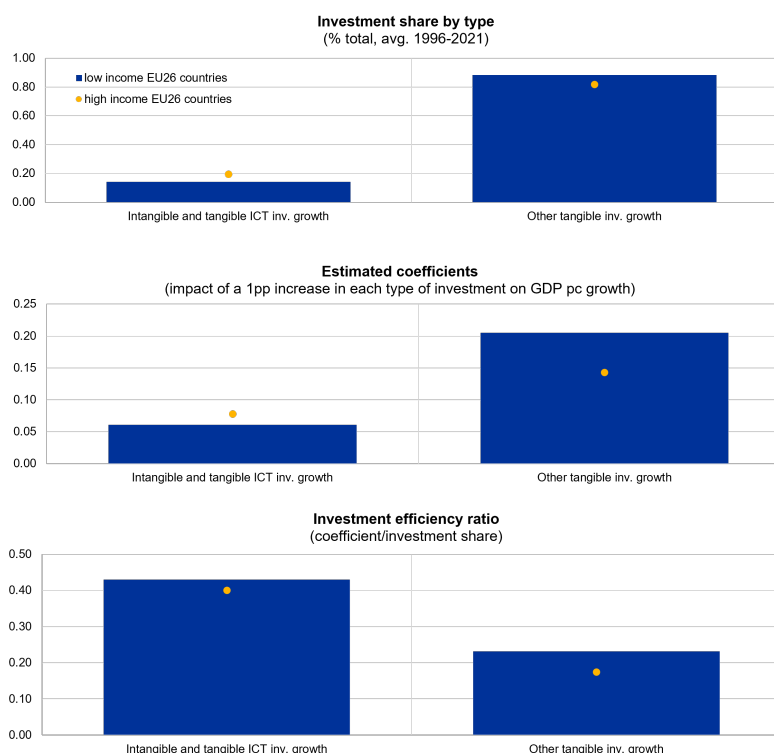 Investment share by type
(% total, avg. 1996-2021)
1.00
0.80
0.60
0.40
0.20
0.00
low income EU26 countries
high income EU26 countries
Intangible and tangible ICT inv. growth
Other tangible inv. growth
Estimated coefficients
(impact of a 1pp increase in each type of investment on GDP pc growth)
0.25
0.20
0.15
0.10
0.05
0.00
Intangible and tangible ICT inv. growth
Other tangible inv. growth
Investment efficiency ratio
(coefficient/investment share)
0.50
0.40
0.30
0.20
0.10
0.00
Intangible and tangible ICT inv. growth
Other tangible inv. growth